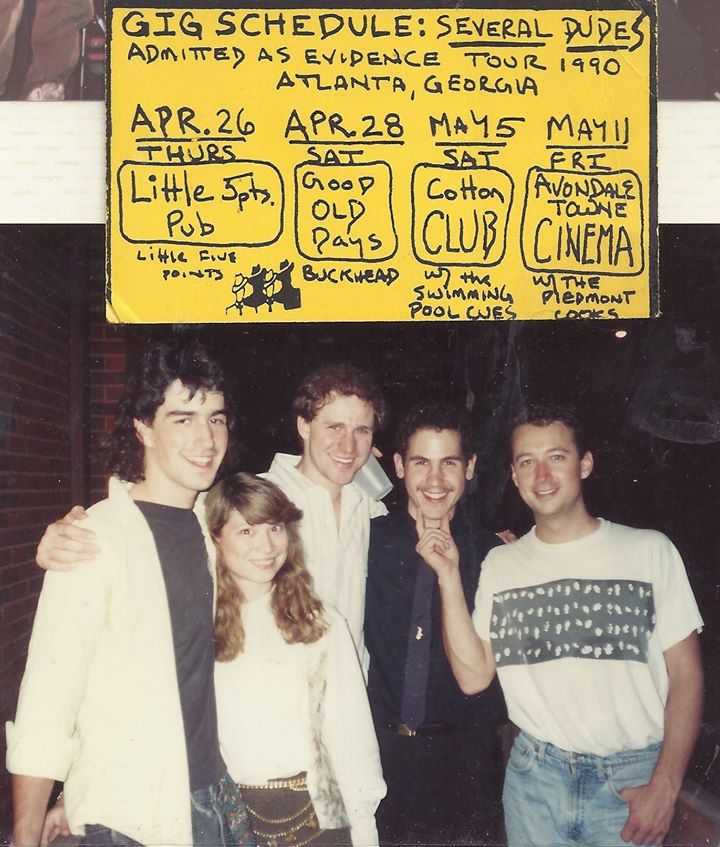 GIG SCHEDULE: SEVERAL DUDES
ADMITTED AS EVIDENCE TOUR 1990
ATLANTA, GEORGIA
APR. 26
THURS
Little 5pts.
Pub
Little Five
Points
APR. 28
SAT
Good
OLD
Days
BUCKHEAD
MAY 5
SAT
Cotton
CLUB
w/ the
SWIMMING
POOL CUES
MAY 11
FRI
AVONDALE
TOWNE
CINEMA
W/ THE
PIEDMONT
COOKS